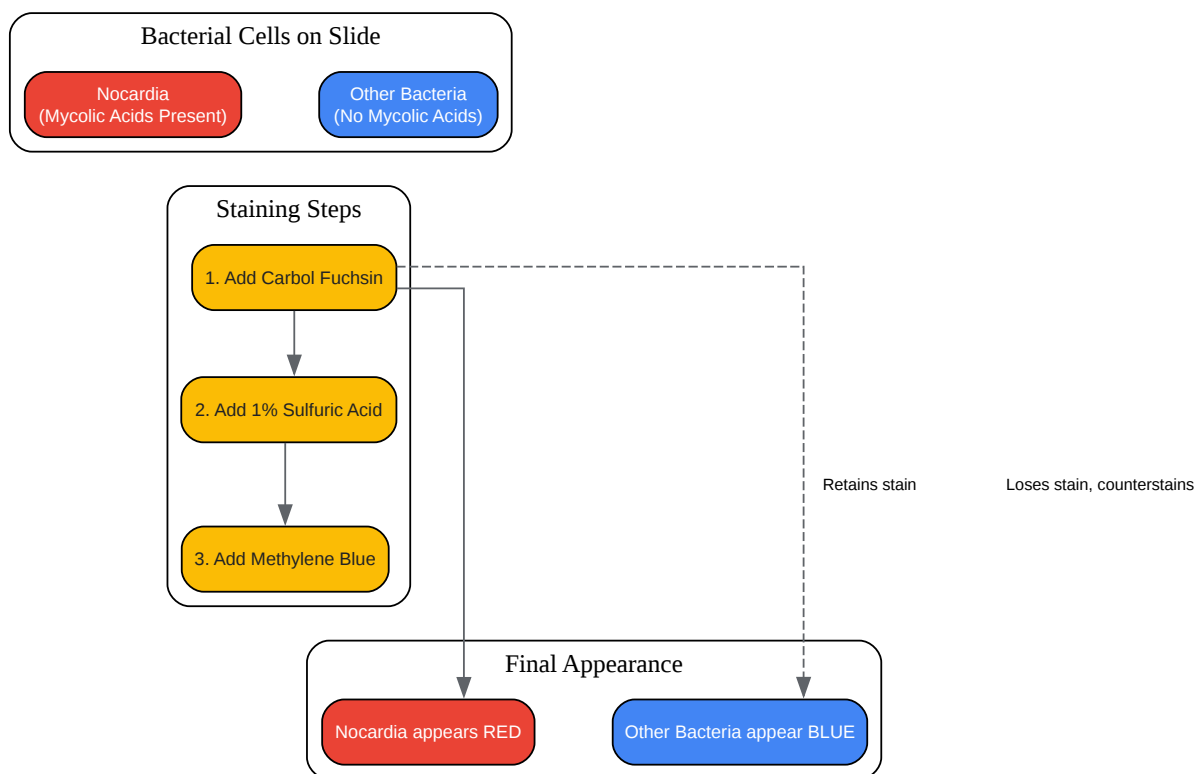 Bacterial Cells on Slide
Nocardia
(Mycolic Acids Present)
Other Bacteria
(No Mycolic Acids)
Staining Steps
1. Add Carbol Fuchsin
2. Add 1% Sulfuric Acid
3. Add Methylene Blue
Retains stain
Loses stain, counterstains
Final Appearance
Nocardia appears RED
Other Bacteria appear BLUE